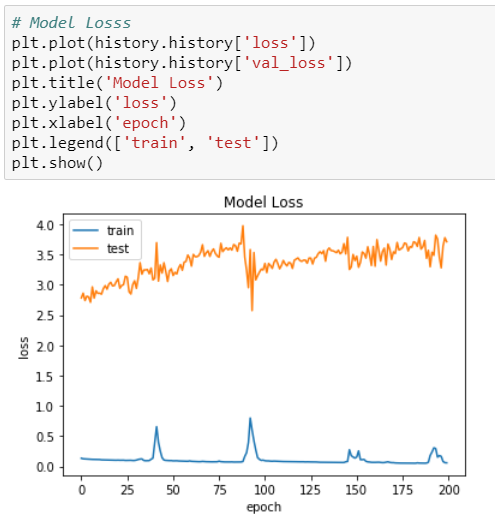 # Model Losss
plt.plot(history.history['loss'])
plt.plot(history.history['val_loss'])
plt.title('Model Loss')
plt.ylabel('loss')
plt.xlabel('epoch')
plt.legend(['train', 'test'])
plt.show()
Model Loss
train
test
4.0
3.5
3.0
2.5
2.0
1.5
1.0
0.5
0.0
loss
0 25 50 75 100 125 150 175 200
epoch